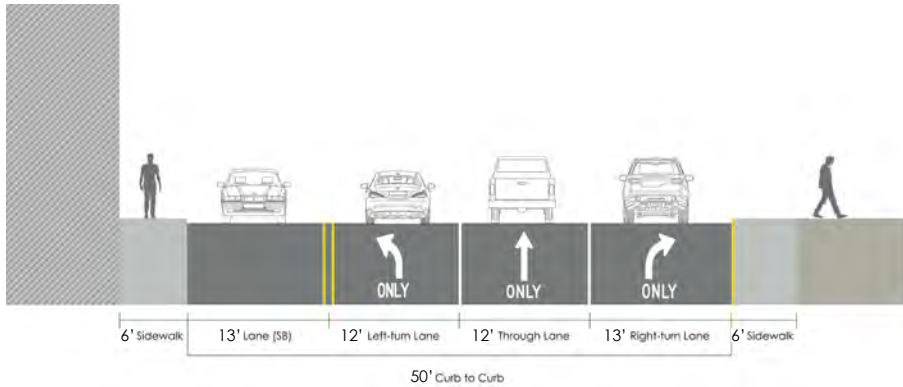 ONLY
ONLY
ONLY
6' Sidewalk
13' Lane (SB)
12' Left-turn Lane
12' Through Lane
13' Right-turn Lane
6' Sidewalk
50' Curb to Curb